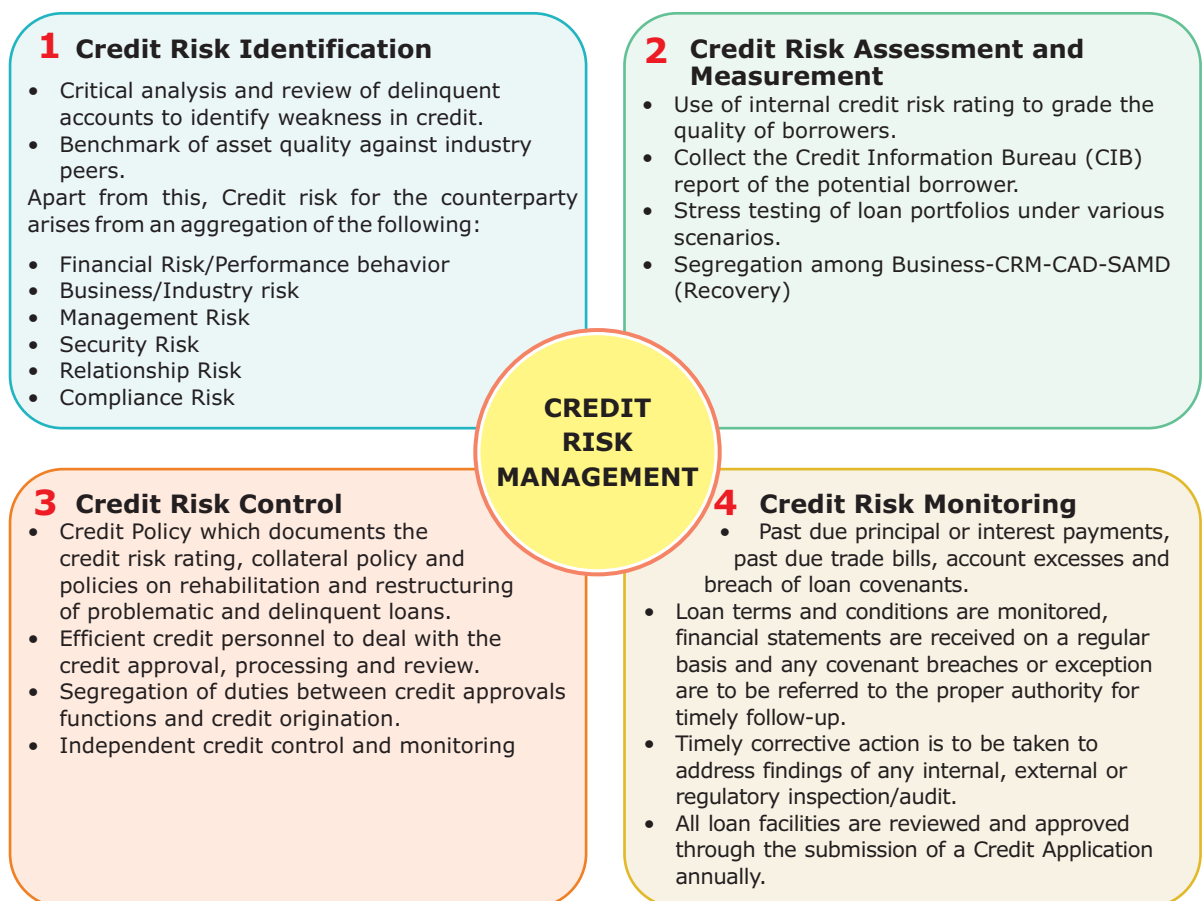 1 Credit Risk Identification
• Critical analysis and review of delinquent
accounts to identify weakness in credit.
• Benchmark of asset quality against industry
peers.
Apart from this, Credit risk for the counterparty
arises from an aggregation of the following:
• Financial Risk/Performance behavior
• Business/Industry risk
• Management Risk
• Security Risk
• Relationship Risk
• Compliance Risk
2 Credit Risk Assessment and
Measurement
• Use of internal credit risk rating to grade the
quality of borrowers.
• Collect the Credit Information Bureau (CIB)
report of the potential borrower.
• Stress testing of loan portfolios under various
scenarios.
• Segregation among Business-CRM-CAD-SAMD
(Recovery)
CREDIT
RISK
MANAGEMENT
3 Credit Risk Control
• Credit Policy which documents the
credit risk rating, collateral policy and
policies on rehabilitation and restructuring
of problematic and delinquent loans.
• Efficient credit personnel to deal with the
credit approval, processing and review.
• Segregation of duties between credit approvals
functions and credit origination.
• Independent credit control and monitoring
4 Credit Risk Monitoring
• Past due principal or interest payments,
past due trade bills, account excesses and
breach of loan covenants.
• Loan terms and conditions are monitored,
financial statements are received on a regular
basis and any covenant breaches or exception
are to be referred to the proper authority for
timely follow-up.
• Timely corrective action is to be taken to
address findings of any internal, external or
regulatory inspection/audit.
• All loan facilities are reviewed and approved
through the submission of a Credit Application
annually.